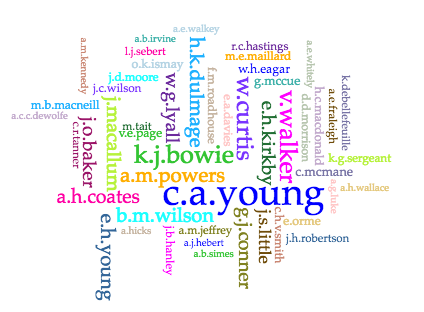 a.e.walkey
a.b.irvine
l.j.sebert
r.c.hastings
m.e.maillard
o.k.ismay
w.h.eagar
j.d.moore
g.mccue
j.c.wilson
a.m.kennedy
h.k.dulmage
f.m.roadhouse
w.g.lyall
w.curtis
e.a.davies
e.h.kirkby
v.walker
d.d.morrison
a.e.whitely
h.c.macdonald
a.e.fraleigh
k.debellefeuille
m.b.macneill
a.c.c.dewolfe
c.r.tanner
j.o.baker
j.macallum
m.tait
v.e.page
k.j.bowie
k.g.sergeant
c.mcmane
a.m.powers
a.h.wallace
a.h.coates
c.a.young
a.g.luke
b.m.wilson
g.j.conner
j.s.little
c.h.v.smith
e.orme
e.h.young
a.hicks
j.b.hanley
a.m.jeffrey
a.j.hebert
a.b.simes
j.h.robertson